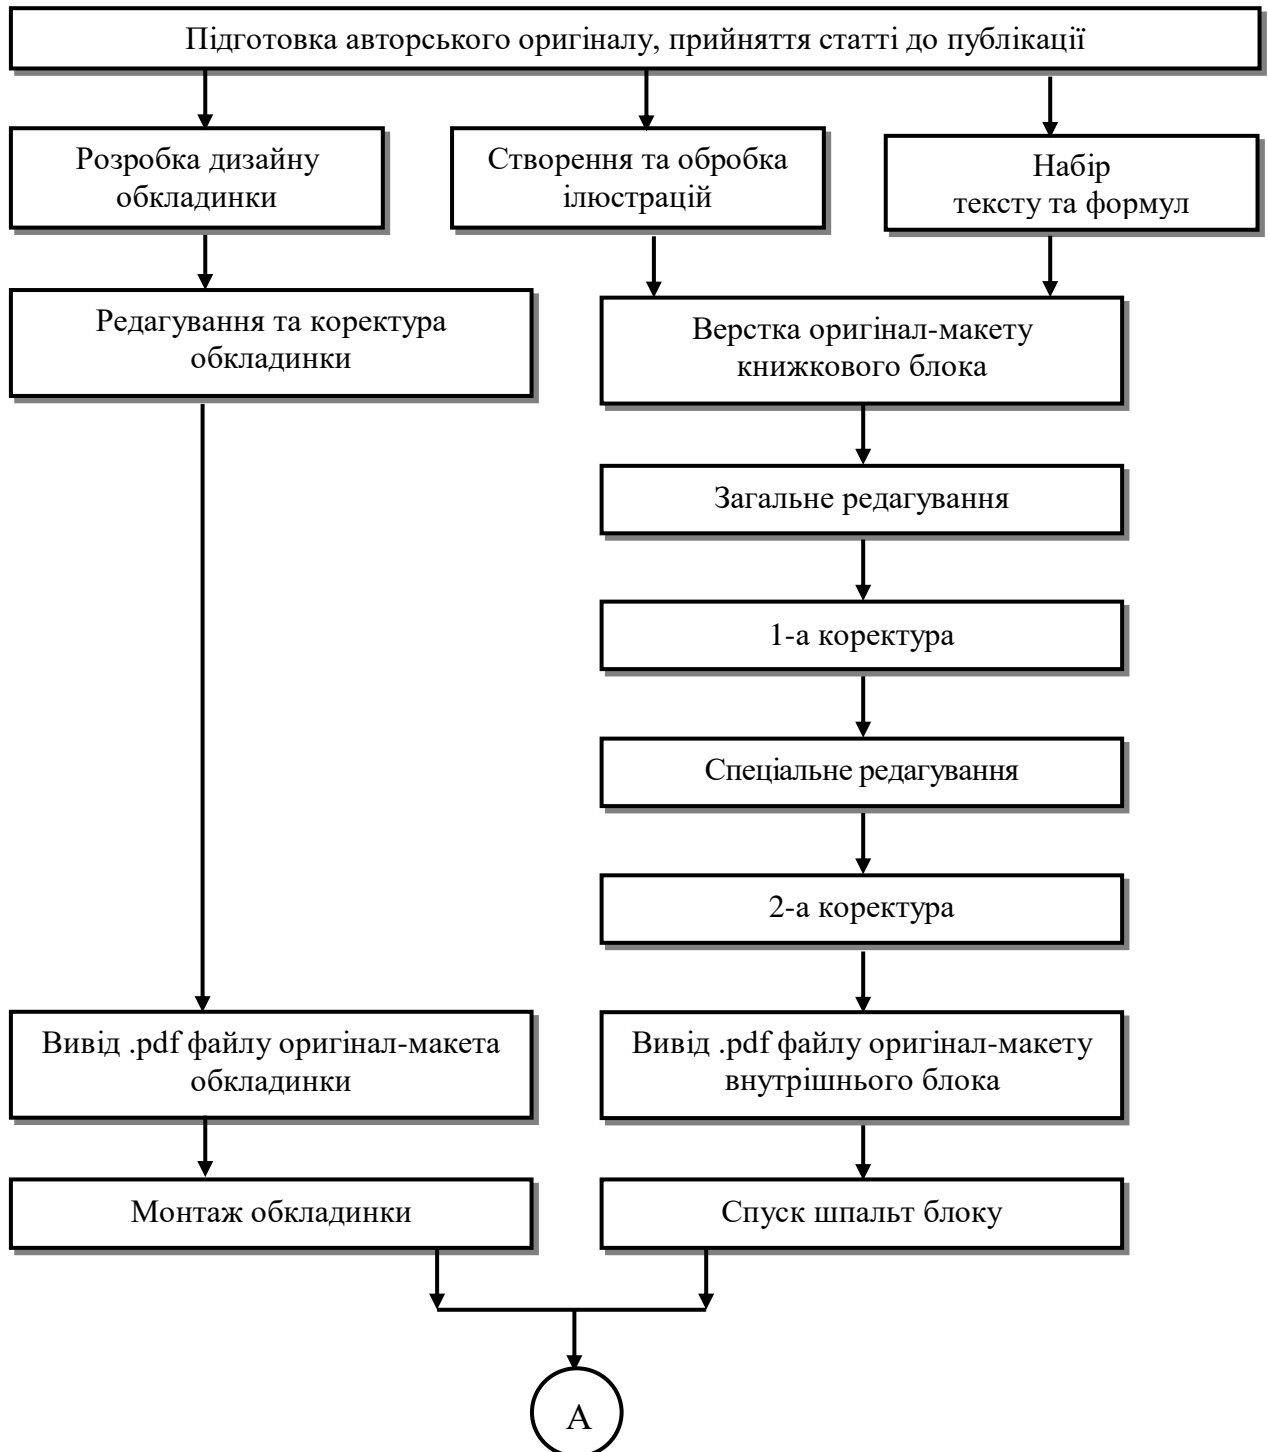 Підготовка авторського оригіналу, прийняття статті до публікації
Розробка дизайну
обкладинки
Створення та обробка
ілюстрацій
Набір
тексту та формул
Редагування та коректура
обкладинки
Верстка оригінал-макету
книжкового блока
Загальне редагування
1-а коректура
Спеціальне редагування
2-а коректура
Вивід .pdf файлу оригінал-макета
обкладинки
Вивід .pdf файлу оригінал-макету
внутрішнього блока
Монтаж обкладинки
Спуск шпальт блоку
А